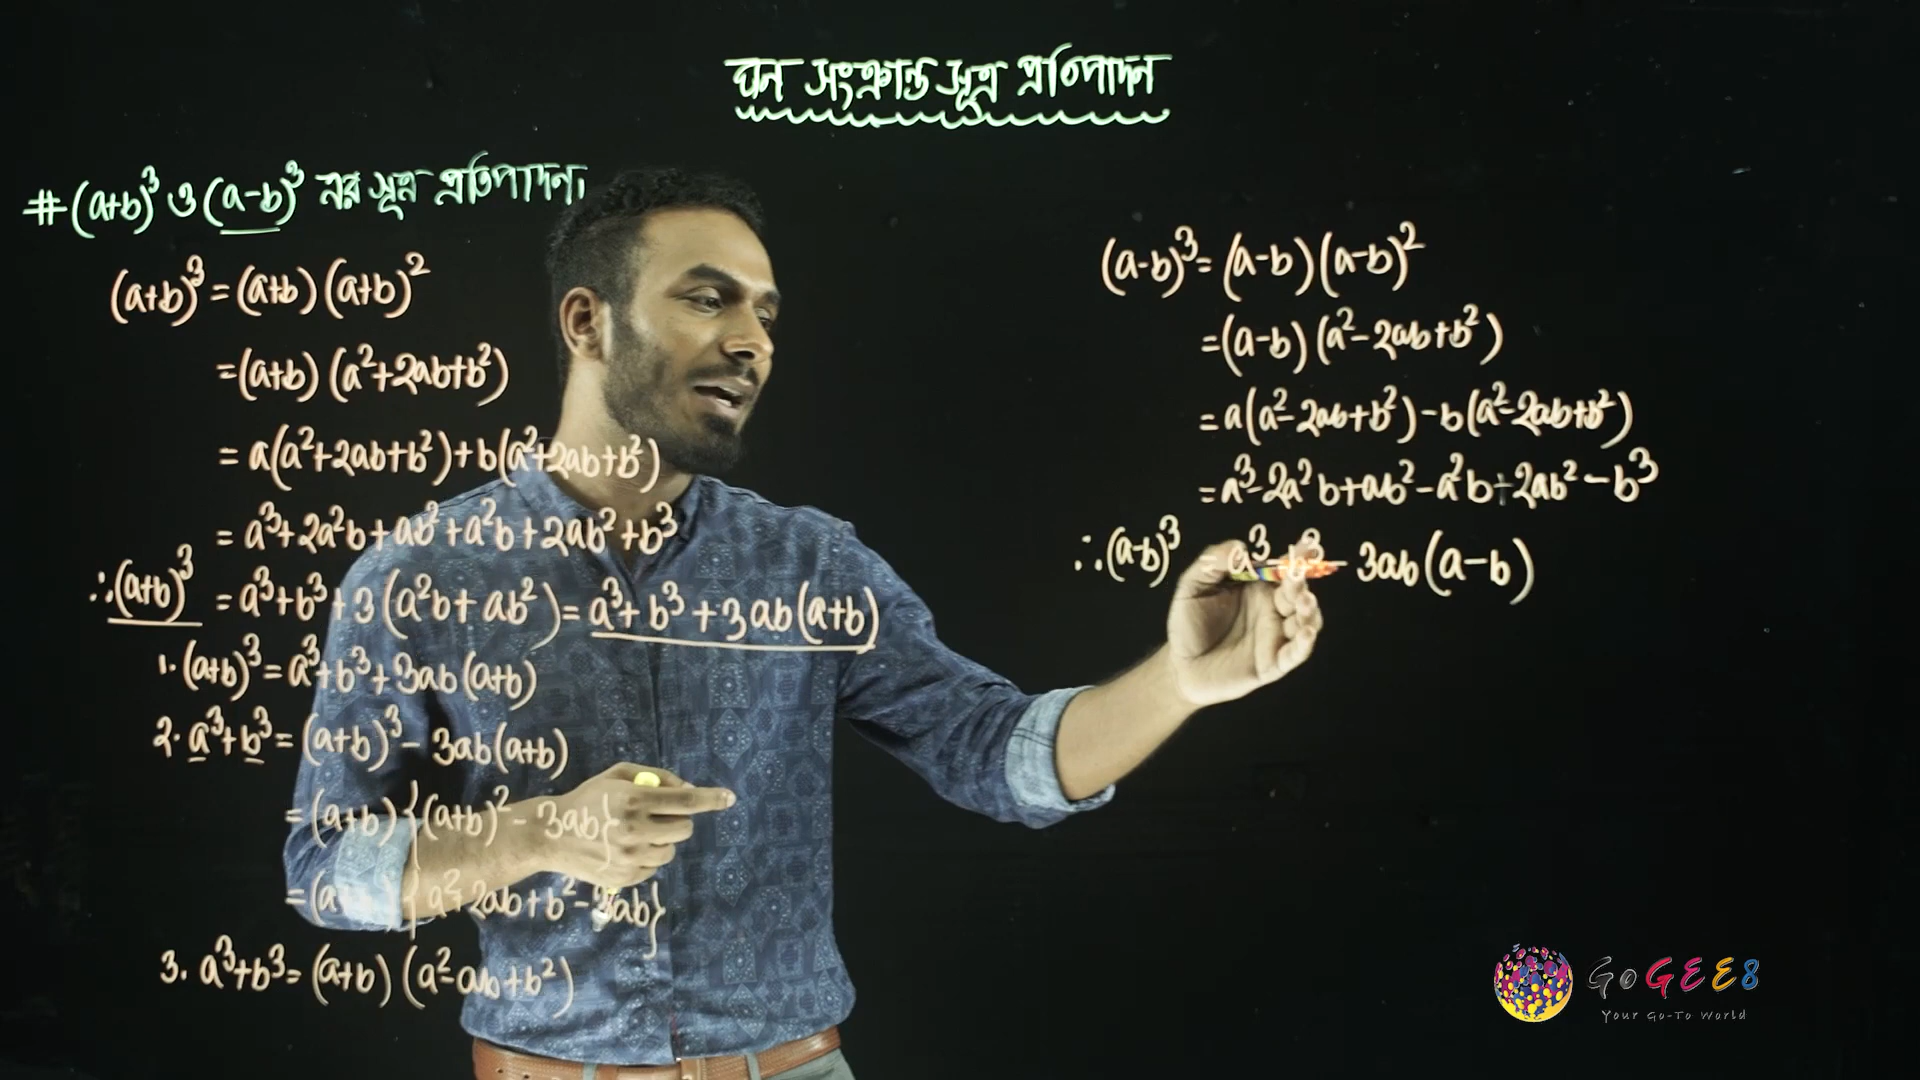 ঘন সংক্রান্ত সূত্র প্রতিপাদন
# (a+b)³ ও (a-b)³ এর সূত্র প্রতিপাদন।
(a+b)³ = (a+b) (a+b)²
= (a+b) (a²+2ab+b²)
= a(a²+2ab+b²)+b(a²+2ab+b²)
= a³+2a²b+ab²+a²b+2ab²+b³
∴(a+b)³ = a³+b³+3(a²b+ab²) = a³+b³+3ab(a+b)
1. (a+b)³ = a³+b³+3ab(a+b)
2. a³+b³ = (a+b)³ - 3ab(a+b)
= (a+b){(a+b)² - 3ab}
= (a+b){a²+2ab+b²-3ab}
3. a³+b³ = (a+b) (a²-ab+b²)
(a-b)³ = (a-b) (a-b)²
= (a-b) (a²-2ab+b²)
= a(a²-2ab+b²)-b(a²-2ab+b²)
= a³-2a²b+ab²-a²b+2ab²-b³
∴(a-b)³ = a³-b³ - 3ab(a-b)
GoGEE8
Your Go-To World